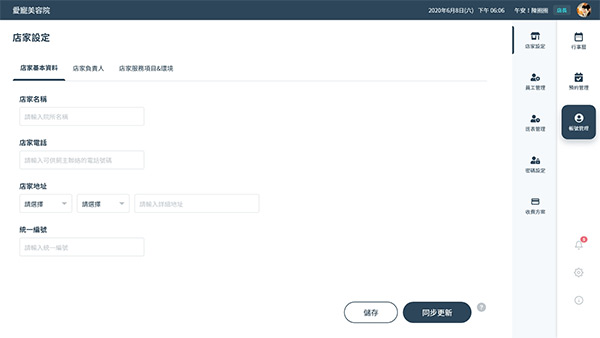 愛寵美容院
2020年6月8日(六) 下午 06:06 午安！陳圈圈 店長
店家設定
店家基本資料 店家負責人 店家服務項目&環境
店家名稱
請輸入院所名稱
店家電話
請輸入可供飼主聯絡的電話號碼
店家地址
請選擇 請選擇 請輸入詳細地址
統一編號
請輸入統一編號
儲存 同步更新 ?
店家設定
員工管理
班表管理
密碼設定
收費方案
行事曆
預約管理
帳號管理